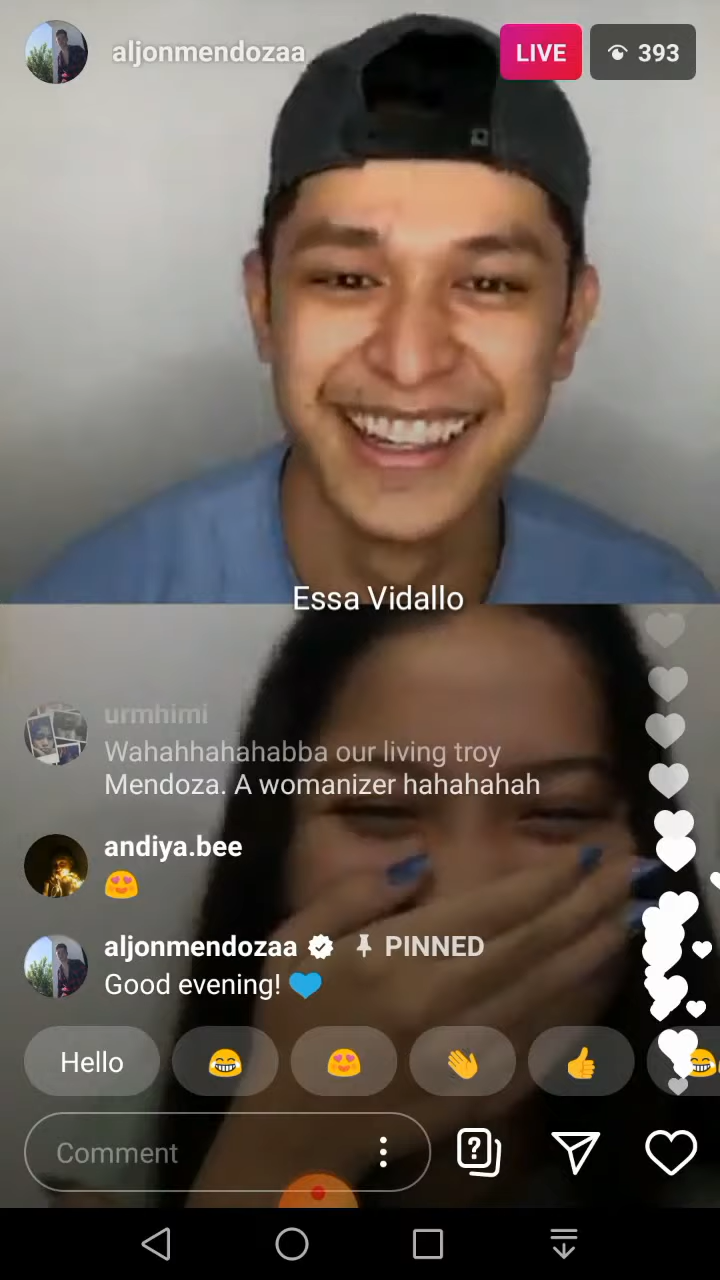 aljonmendozaa
LIVE
393
Essa Vidallo
urmhimi
Wahahhahahabba our living troy
Mendoza. A womanizer hahahahah
andiya.bee
😍
aljonmendozaa PINNED
Good evening! 💙
Hello 😂 😍 👏 👍 😂
Comment